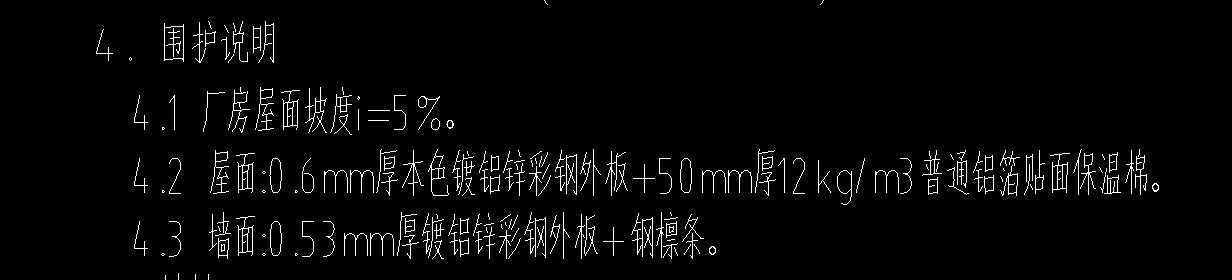 4. 围护说明
4.1 厂房屋面坡度i=5%。
4.2 屋面:0.6mm厚本色镀铝锌彩钢外板+50mm厚12kg/m3普通铝箔贴面保温棉。
4.3 墙面:0.53mm厚镀铝锌彩钢外板+钢檩条。